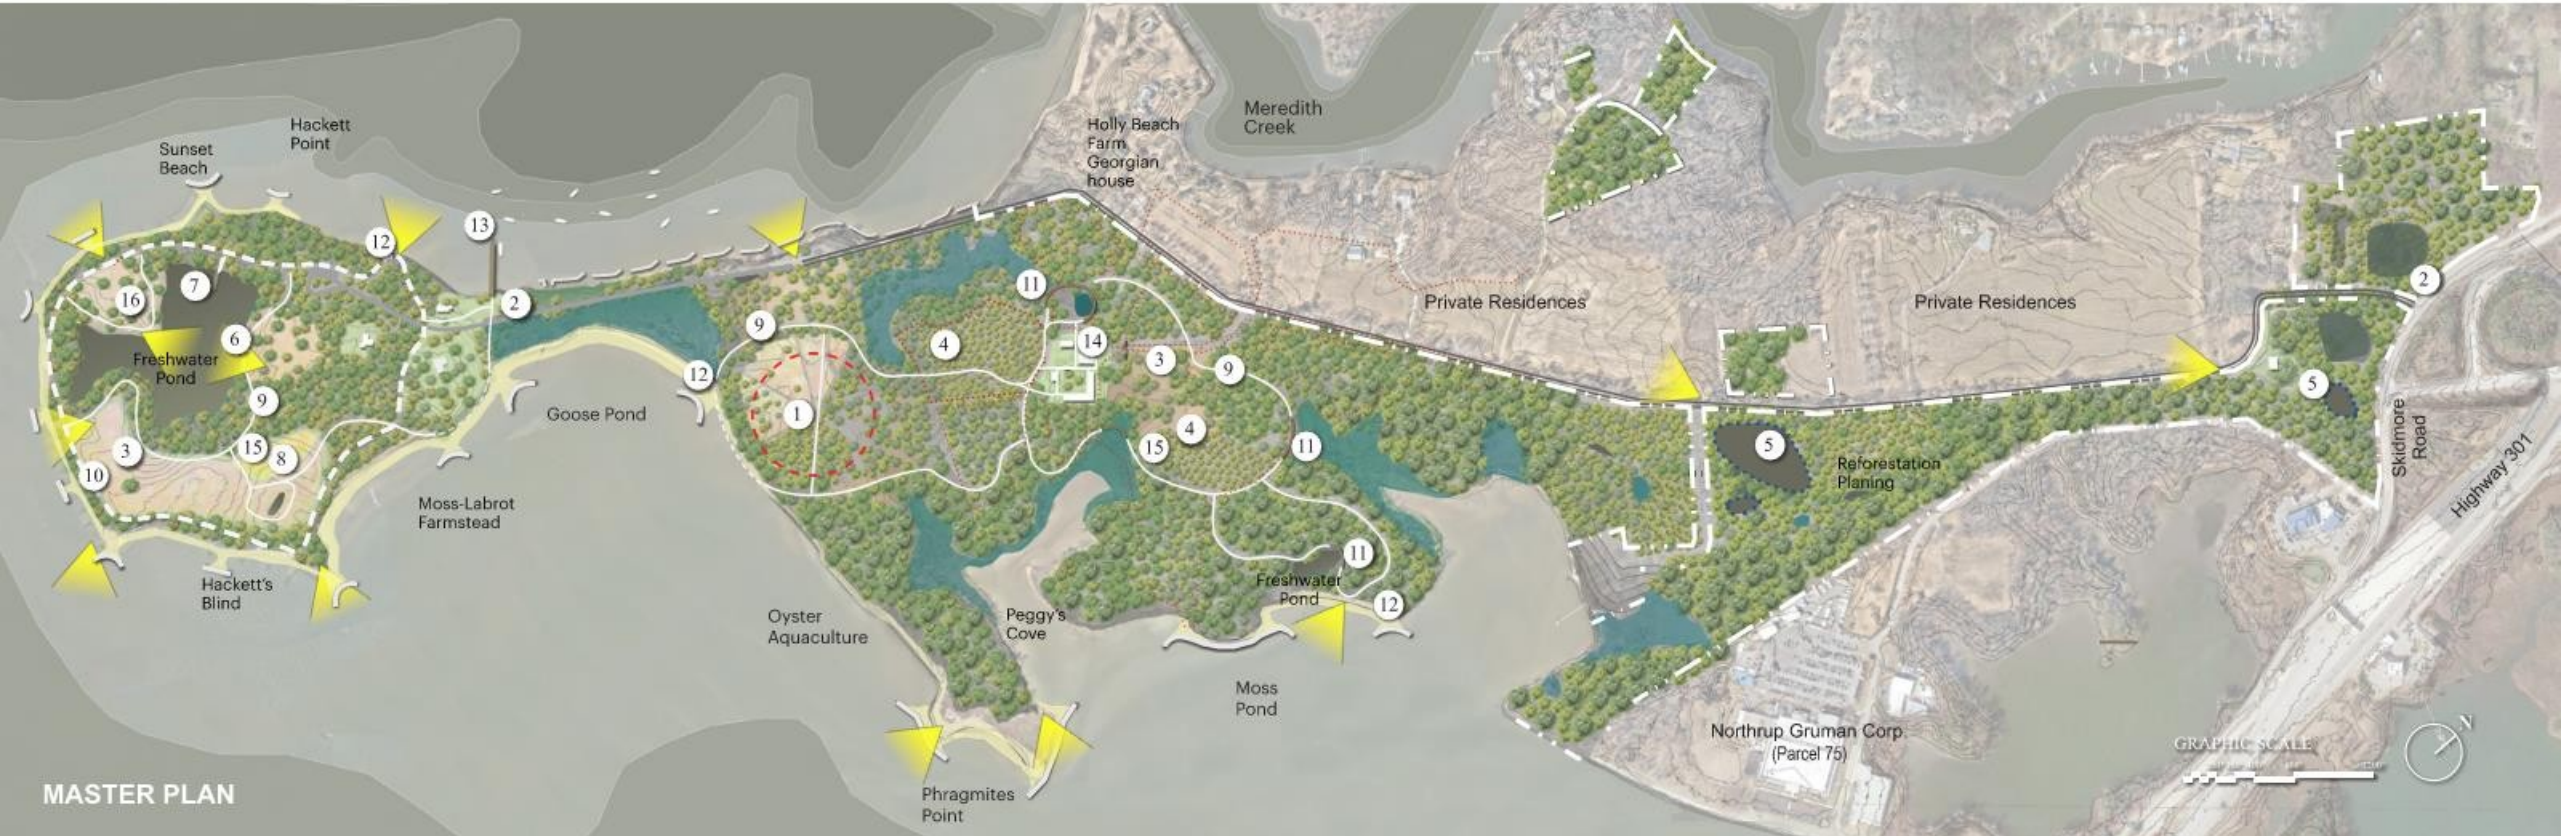 Hackett
Point
Sunset
Beach
Holly Beach
Farm
Georgian
house
Meredith
Creek
13
12
2
7
16
6
Freshwater
Pond
9
12
Goose Pond
3
15
8
10
Moss-Labrot
Farmstead
Hackett's
Blind
9
1
11
4
14
3
9
15
4
11
11
Freshwater
Pond
12
Oyster
Aquaculture
Peggy's
Cove
Moss
Pond
Phragmites
Point
Private Residences
Private Residences
2
5
5
Reforestation
Planing
Skidmore
Road
Highway 301
Northrup Gruman Corp.
(Parcel 75)
GRAPHIC SCALE
N
MASTER PLAN